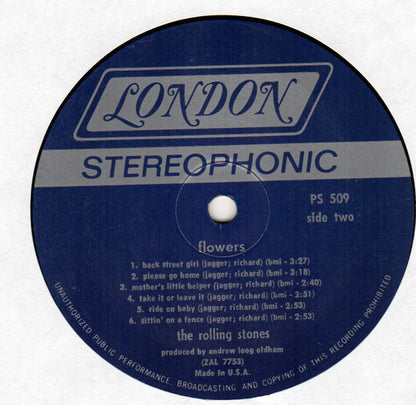 LONDON
STEREOPHONIC
PS 509
side two
flowers
1. back street girl (jagger; richard) (bmi - 3:27)
2. please go home (jagger; richard) (bmi - 3:18)
3. mother's little helper (jagger; richard) (bmi - 2:40)
4. take it or leave it (jagger; richard) (bmi - 2:51)
5. ride on baby (jagger; richard) (bmi - 2:53)
6. sittin' on a fence (jagger; richard) (bmi - 2:53)
the rolling stones
produced by andrew loog oldham
(ZAL 7753)
Made in U.S.A.
UNAUTHORIZED PUBLIC PERFORMANCE, BROADCASTING AND COPYING OF THIS RECORDING PROHIBITED